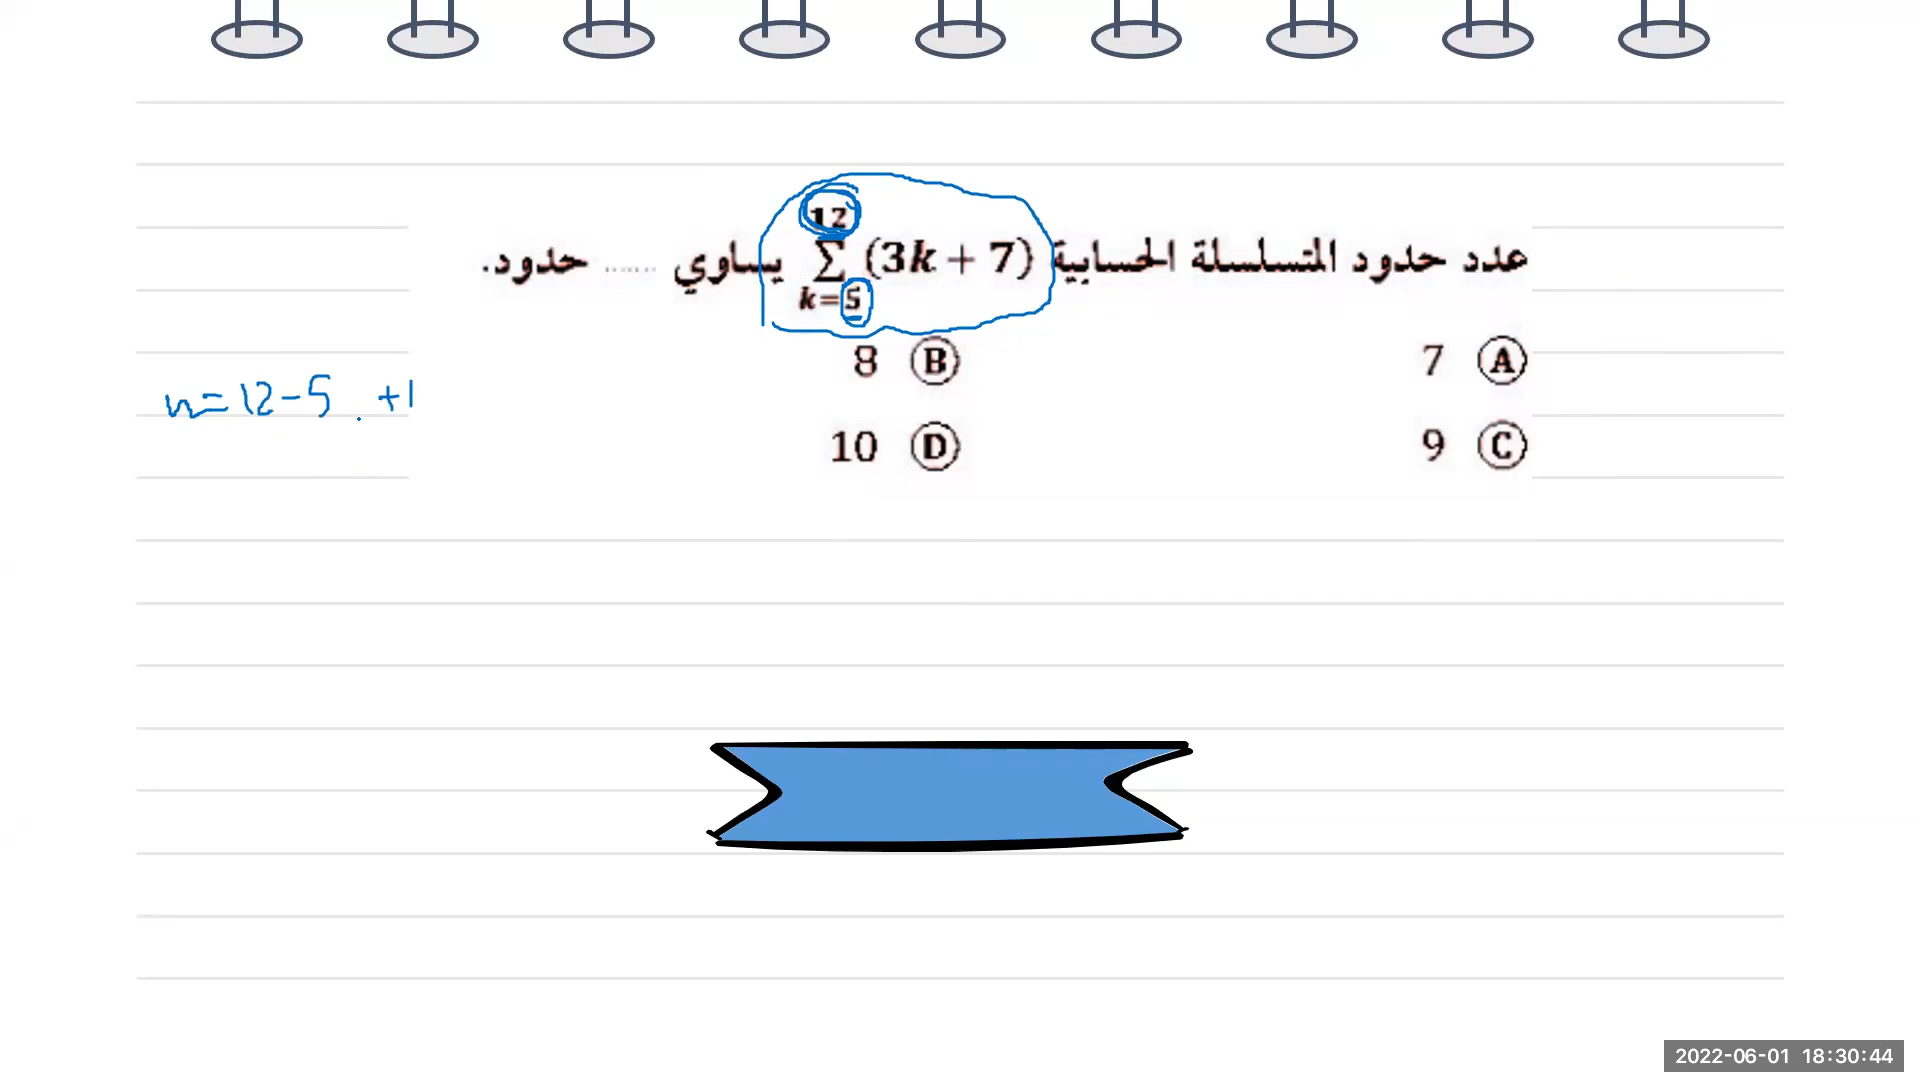 عدد حدود المتسلسلة الحسابية \sum_{k=5}^{12} (3k + 7) يساوي ...... حدود.
7 Ⓐ
8 Ⓑ
n=12-5 +1
9 Ⓒ
10 Ⓓ
2022-06-01 18:30:44